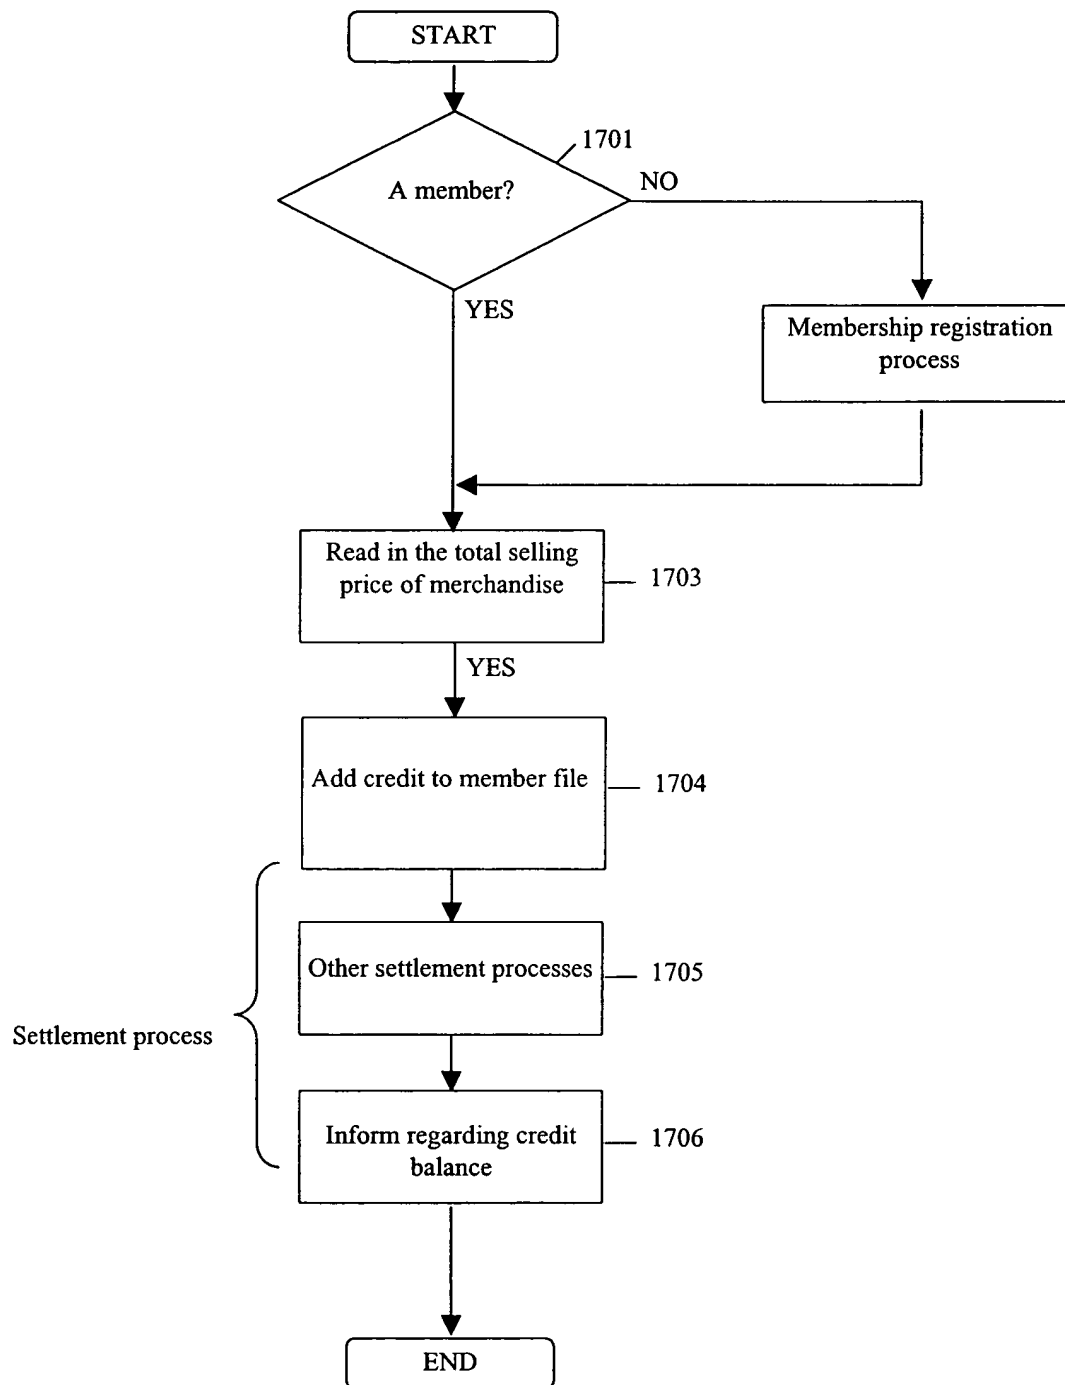 START
1701
A member?
NO
YES
Membership registration
process
Read in the total selling
price of merchandise
1703
YES
Add credit to member file
1704
Other settlement processes
1705
Settlement process
Inform regarding credit
balance
1706
END